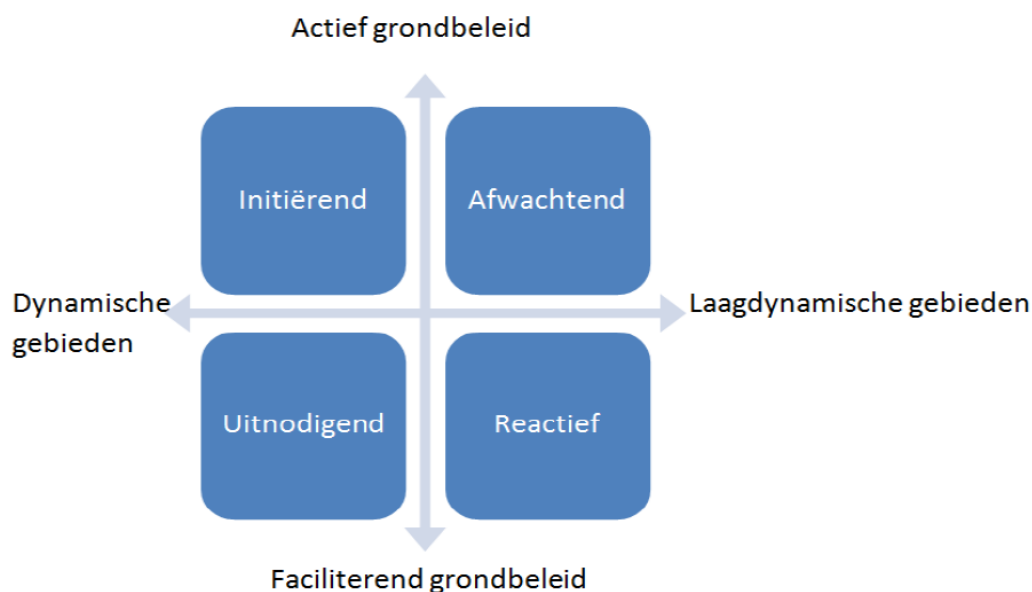 Actief grondbeleid
Initiërend
Afwachtend
Dynamische
gebieden
Laagdynamische gebieden
Uitnodigend
Reactief
Faciliterend grondbeleid